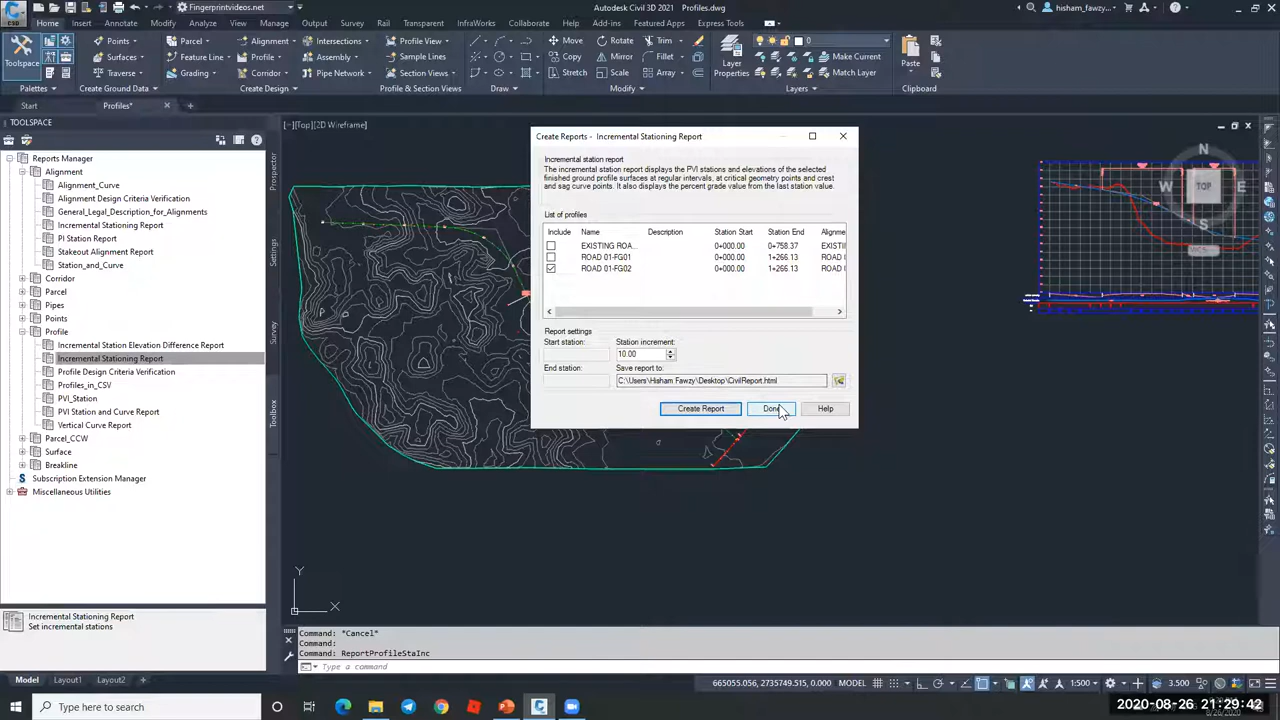 C3D
Fingerprintvideos.net
Autodesk Civil 3D 2021   Profiles.dwg
hisham_fawzy...
Home Insert Annotate Modify Analyze View Manage Output Survey Rail Transparent InfraWorks Collaborate Help Add-ins Featured Apps Express Tools
Toolspace
Palettes
Points
Surfaces
Traverse
Create Ground Data
Parcel
Feature Line
Grading
Alignment
Profile
Corridor
Create Design
Intersections
Assembly
Pipe Network
Profile View
Sample Lines
Section Views
Profile & Section Views
Draw
Move Rotate Trim
Copy Mirror Fillet
Stretch Scale Array
Modify
Layer
Properties
0
Make Current
Match Layer
Layers
Paste
Clipboard
Start Profiles*
TOOLSPACE
Reports Manager
Alignment
Alignment_Curve
Alignment Design Criteria Verification
General_Legal_Description_for_Alignments
Incremental Stationing Report
PI Station Report
Stakeout Alignment Report
Station_and_Curve
Corridor
Parcel
Pipes
Points
Profile
Incremental Station Elevation Difference Report
Incremental Stationing Report
Profile Design Criteria Verification
Profiles_in_CSV
PVI_Station
PVI Station and Curve Report
Vertical Curve Report
Parcel_CCW
Surface
Breakline
Subscription Extension Manager
Miscellaneous Utilities
Incremental Stationing Report
Set incremental stations
Prospector
Settings
Survey
Toolbox
[−][Top][2D Wireframe]
Create Reports - Incremental Stationing Report
Incremental station report
The incremental station report displays the PVI stations and elevations of the selected
finished ground profile surfaces at regular intervals, at critical geometry points and crest
and sag curve points. It also displays the percent grade value from the last station value.
List of profiles
Include Name Description Station Start Station End Alignme
EXISTING ROA... 0+000.00 0+758.37 EXISTI
ROAD 01-FG01 0+000.00 1+266.13 ROAD
ROAD 01-FG02 0+000.00 1+266.13 ROAD
Report settings
Start station: Station increment:
10.00
End station: Save report to:
C:\Users\Hisham Fawzy\Desktop\CivilReport.html
Create Report Done Help
N
W TOP E
S
Y
X
Command: *Cancel*
Command:
Command: ReportProfileStaInc
Type a command
Model Layout1 Layout2
665055.056, 2735749.515, 0.000 MODEL
1:500
3.500
Type here to search
2020-08-26 21:29:42